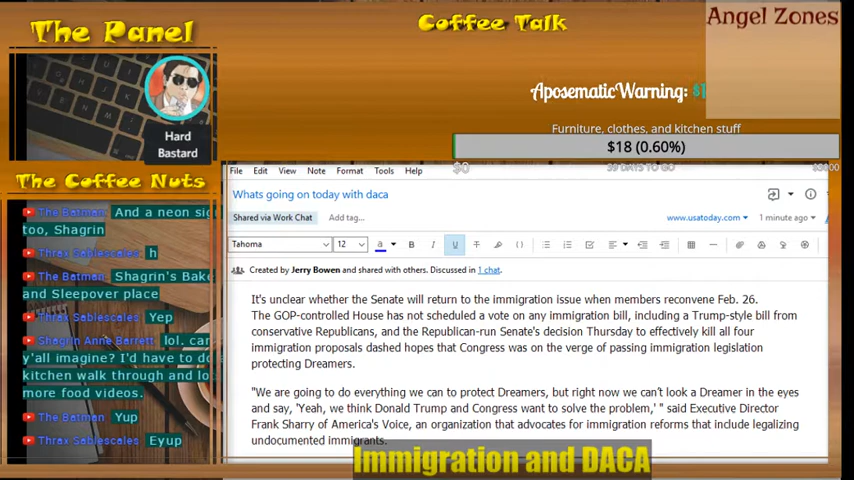 The Panel
Coffee Talk
Angel Zones
AposematicWarning: $1
Hard
Bastard
Furniture, clothes, and kitchen stuff
$18 (0.60%)
$0
39 DAYS TO GO
$3000
The Coffee Nuts
The Batman: And a neon sig
too, Shagrin
Thrax Sablescales: h
The Batman: Shagrin's Bake
and Sleepover place
Thrax Sablescales: Yep
Shagrin Anne Barrett: lol. can
y'all imagine? I'd have to do
kitchen walk through and lo
more food videos.
The Batman: Yup
Thrax Sablescales: Eyup
File Edit View Note Format Tools Help
Whats going on today with daca
Shared via Work Chat Add tag...
www.usatoday.com 1 minute ago
Tahoma 12 a B I U T
Created by Jerry Bowen and shared with others. Discussed in 1 chat.
It's unclear whether the Senate will return to the immigration issue when members reconvene Feb. 26.
The GOP-controlled House has not scheduled a vote on any immigration bill, including a Trump-style bill from
conservative Republicans, and the Republican-run Senate's decision Thursday to effectively kill all four
immigration proposals dashed hopes that Congress was on the verge of passing immigration legislation
protecting Dreamers.
"We are going to do everything we can to protect Dreamers, but right now we can't look a Dreamer in the eyes
and say, 'Yeah, we think Donald Trump and Congress want to solve the problem,' " said Executive Director
Frank Sharry of America's Voice, an organization that advocates for immigration reforms that include legalizing
undocumented immigrants.
Immigration and DACA